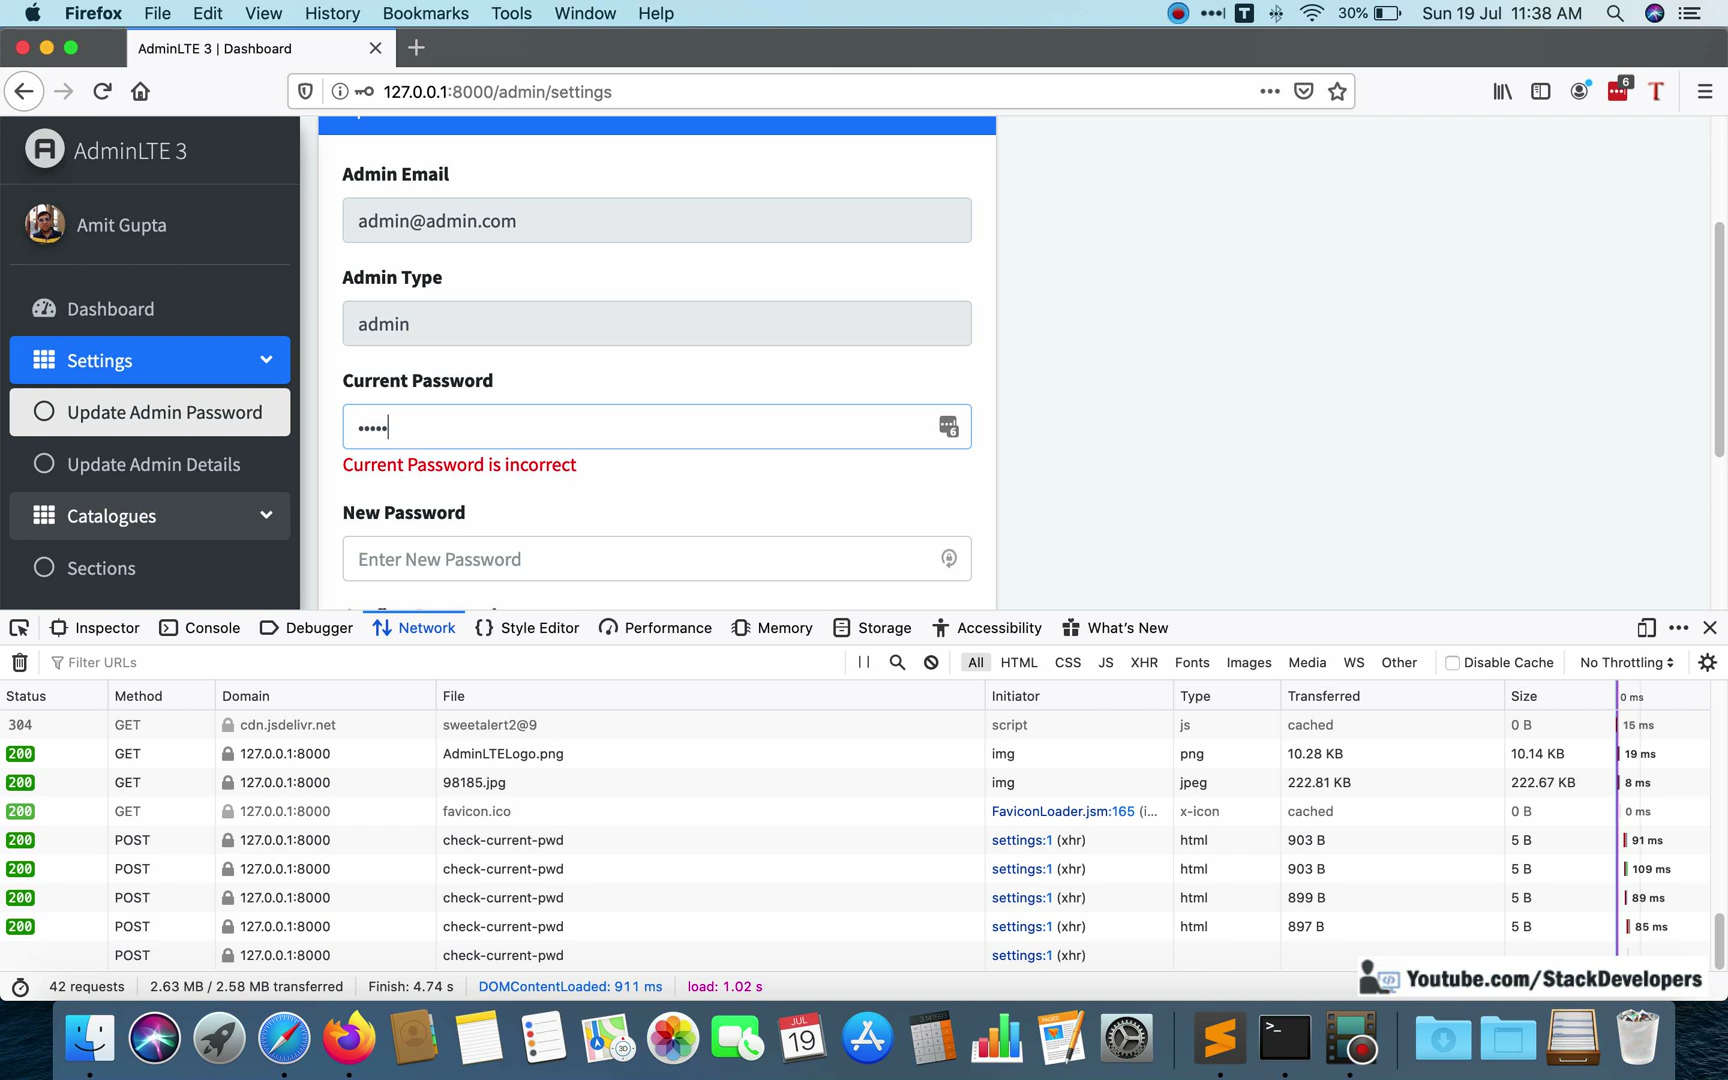 Firefox File Edit View History Bookmarks Tools Window Help T 30% Sun 19 Jul 11:38 AM
AdminLTE 3 | Dashboard
127.0.0.1:8000/admin/settings 6 T
AdminLTE 3
Amit Gupta
Dashboard
Settings
Update Admin Password
Update Admin Details
Catalogues
Sections
Admin Email
admin@admin.com
Admin Type
admin
Current Password
•••••
6
Current Password is incorrect
New Password
Enter New Password
Inspector Console Debugger Network Style Editor Performance Memory Storage Accessibility What's New
Filter URLs All HTML CSS JS XHR Fonts Images Media WS Other Disable Cache No Throttling
Status Method Domain File Initiator Type Transferred Size 0 ms
304 GET cdn.jsdelivr.net sweetalert2@9 script js cached 0 B 15 ms
200 GET 127.0.0.1:8000 AdminLTELogo.png img png 10.28 KB 10.14 KB 19 ms
200 GET 127.0.0.1:8000 98185.jpg img jpeg 222.81 KB 222.67 KB 8 ms
200 GET 127.0.0.1:8000 favicon.ico FaviconLoader.jsm:165 (i... x-icon cached 0 B 0 ms
200 POST 127.0.0.1:8000 check-current-pwd settings:1 (xhr) html 903 B 5 B 91 ms
200 POST 127.0.0.1:8000 check-current-pwd settings:1 (xhr) html 903 B 5 B 109 ms
200 POST 127.0.0.1:8000 check-current-pwd settings:1 (xhr) html 899 B 5 B 89 ms
200 POST 127.0.0.1:8000 check-current-pwd settings:1 (xhr) html 897 B 5 B 85 ms
POST 127.0.0.1:8000 check-current-pwd settings:1 (xhr)
42 requests 2.63 MB / 2.58 MB transferred Finish: 4.74 s DOMContentLoaded: 911 ms load: 1.02 s
Youtube.com/StackDevelopers
JUL
19
3D